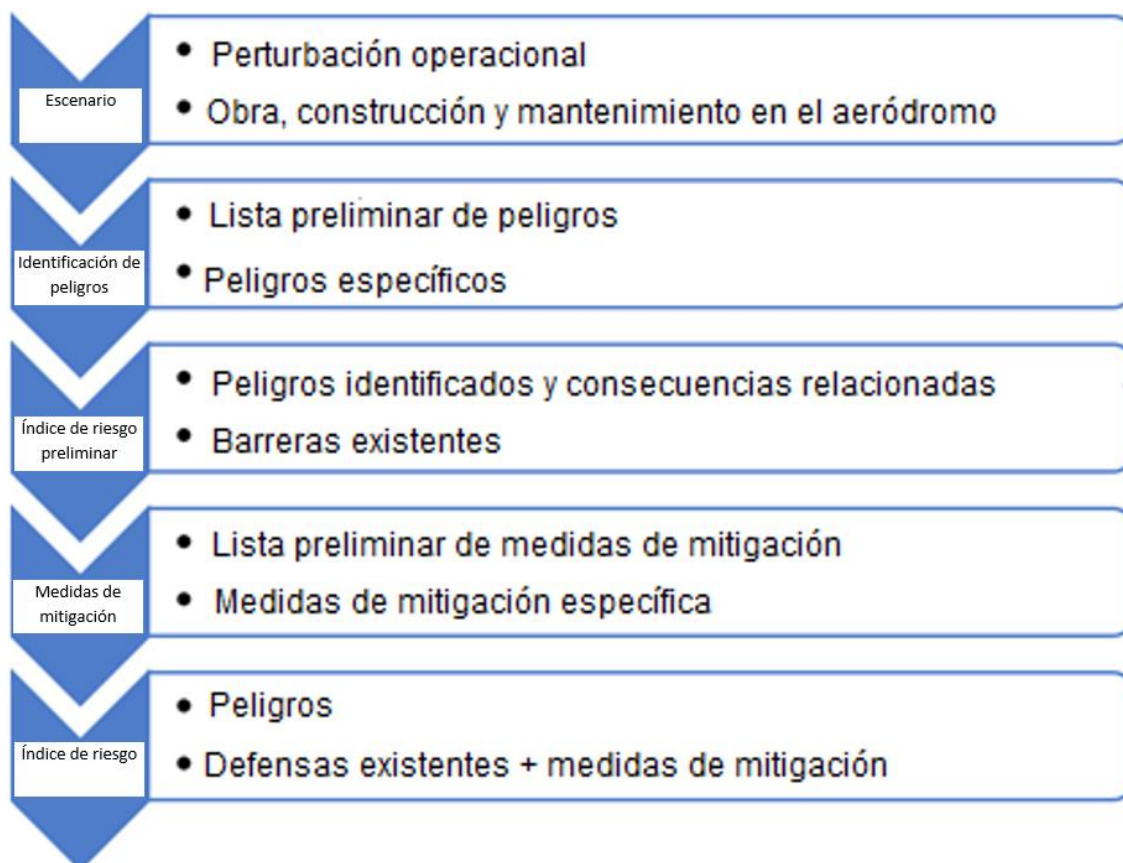 Escenario
• Perturbación operacional
• Obra, construcción y mantenimiento en el aeródromo
Identificación de
peligros
• Lista preliminar de peligros
• Peligros específicos
Índice de riesgo
preliminar
• Peligros identificados y consecuencias relacionadas
• Barreras existentes
Medidas de
mitigación
• Lista preliminar de medidas de mitigación
• Medidas de mitigación específica
Índice de riesgo
• Peligros
• Defensas existentes + medidas de mitigación